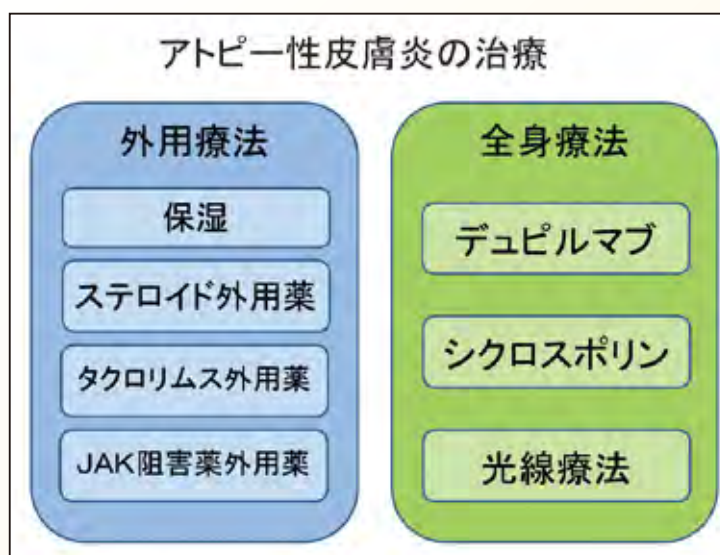 アトピー性皮膚炎の治療
外用療法
保湿
ステロイド外用薬
タクロリムス外用薬
JAK阻害薬外用薬
全身療法
デュピルマブ
シクロスポリン
光線療法